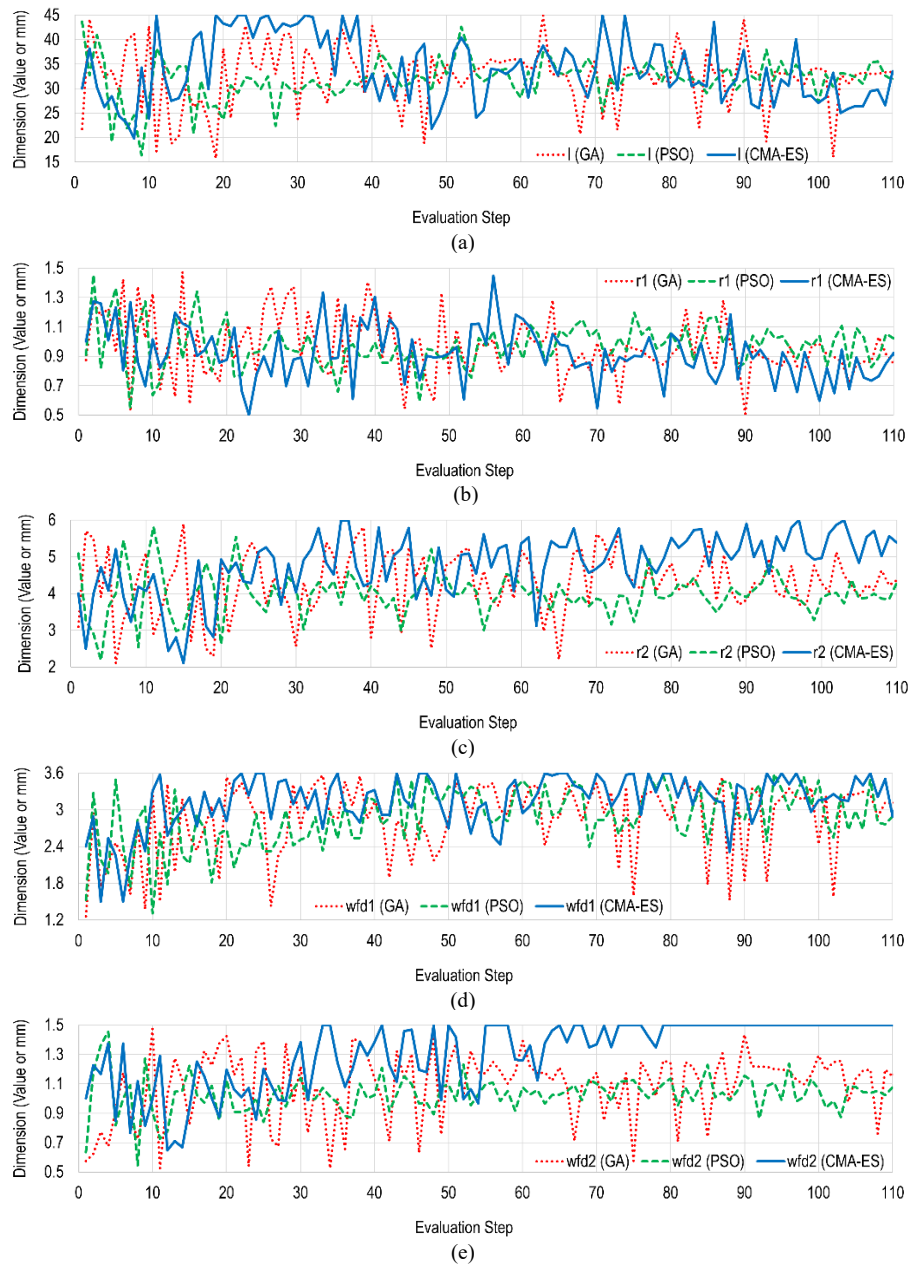 Dimension (Value or mm)
45
40
35
30
25
20
15
0 10 20 30 40 50 60 70 80 90 100 110
l (GA) l (PSO) l (CMA-ES)
Evaluation Step
(a)
Dimension (Value or mm)
1.5
1.3
1.1
0.9
0.7
0.5
r1 (GA) r1 (PSO) r1 (CMA-ES)
0 10 20 30 40 50 60 70 80 90 100 110
Evaluation Step
(b)
Dimension (Value or mm)
6
5
4
3
2
r2 (GA) r2 (PSO) r2 (CMA-ES)
0 10 20 30 40 50 60 70 80 90 100 110
Evaluation Step
(c)
Dimension (Value or mm)
3.6
3
2.4
1.8
1.2
wfd1 (GA) wfd1 (PSO) wfd1 (CMA-ES)
0 10 20 30 40 50 60 70 80 90 100 110
Evaluation Step
(d)
Dimension (Value or mm)
1.5
1.3
1.1
0.9
0.7
0.5
wfd2 (GA) wfd2 (PSO) wfd2 (CMA-ES)
0 10 20 30 40 50 60 70 80 90 100 110
Evaluation Step
(e)